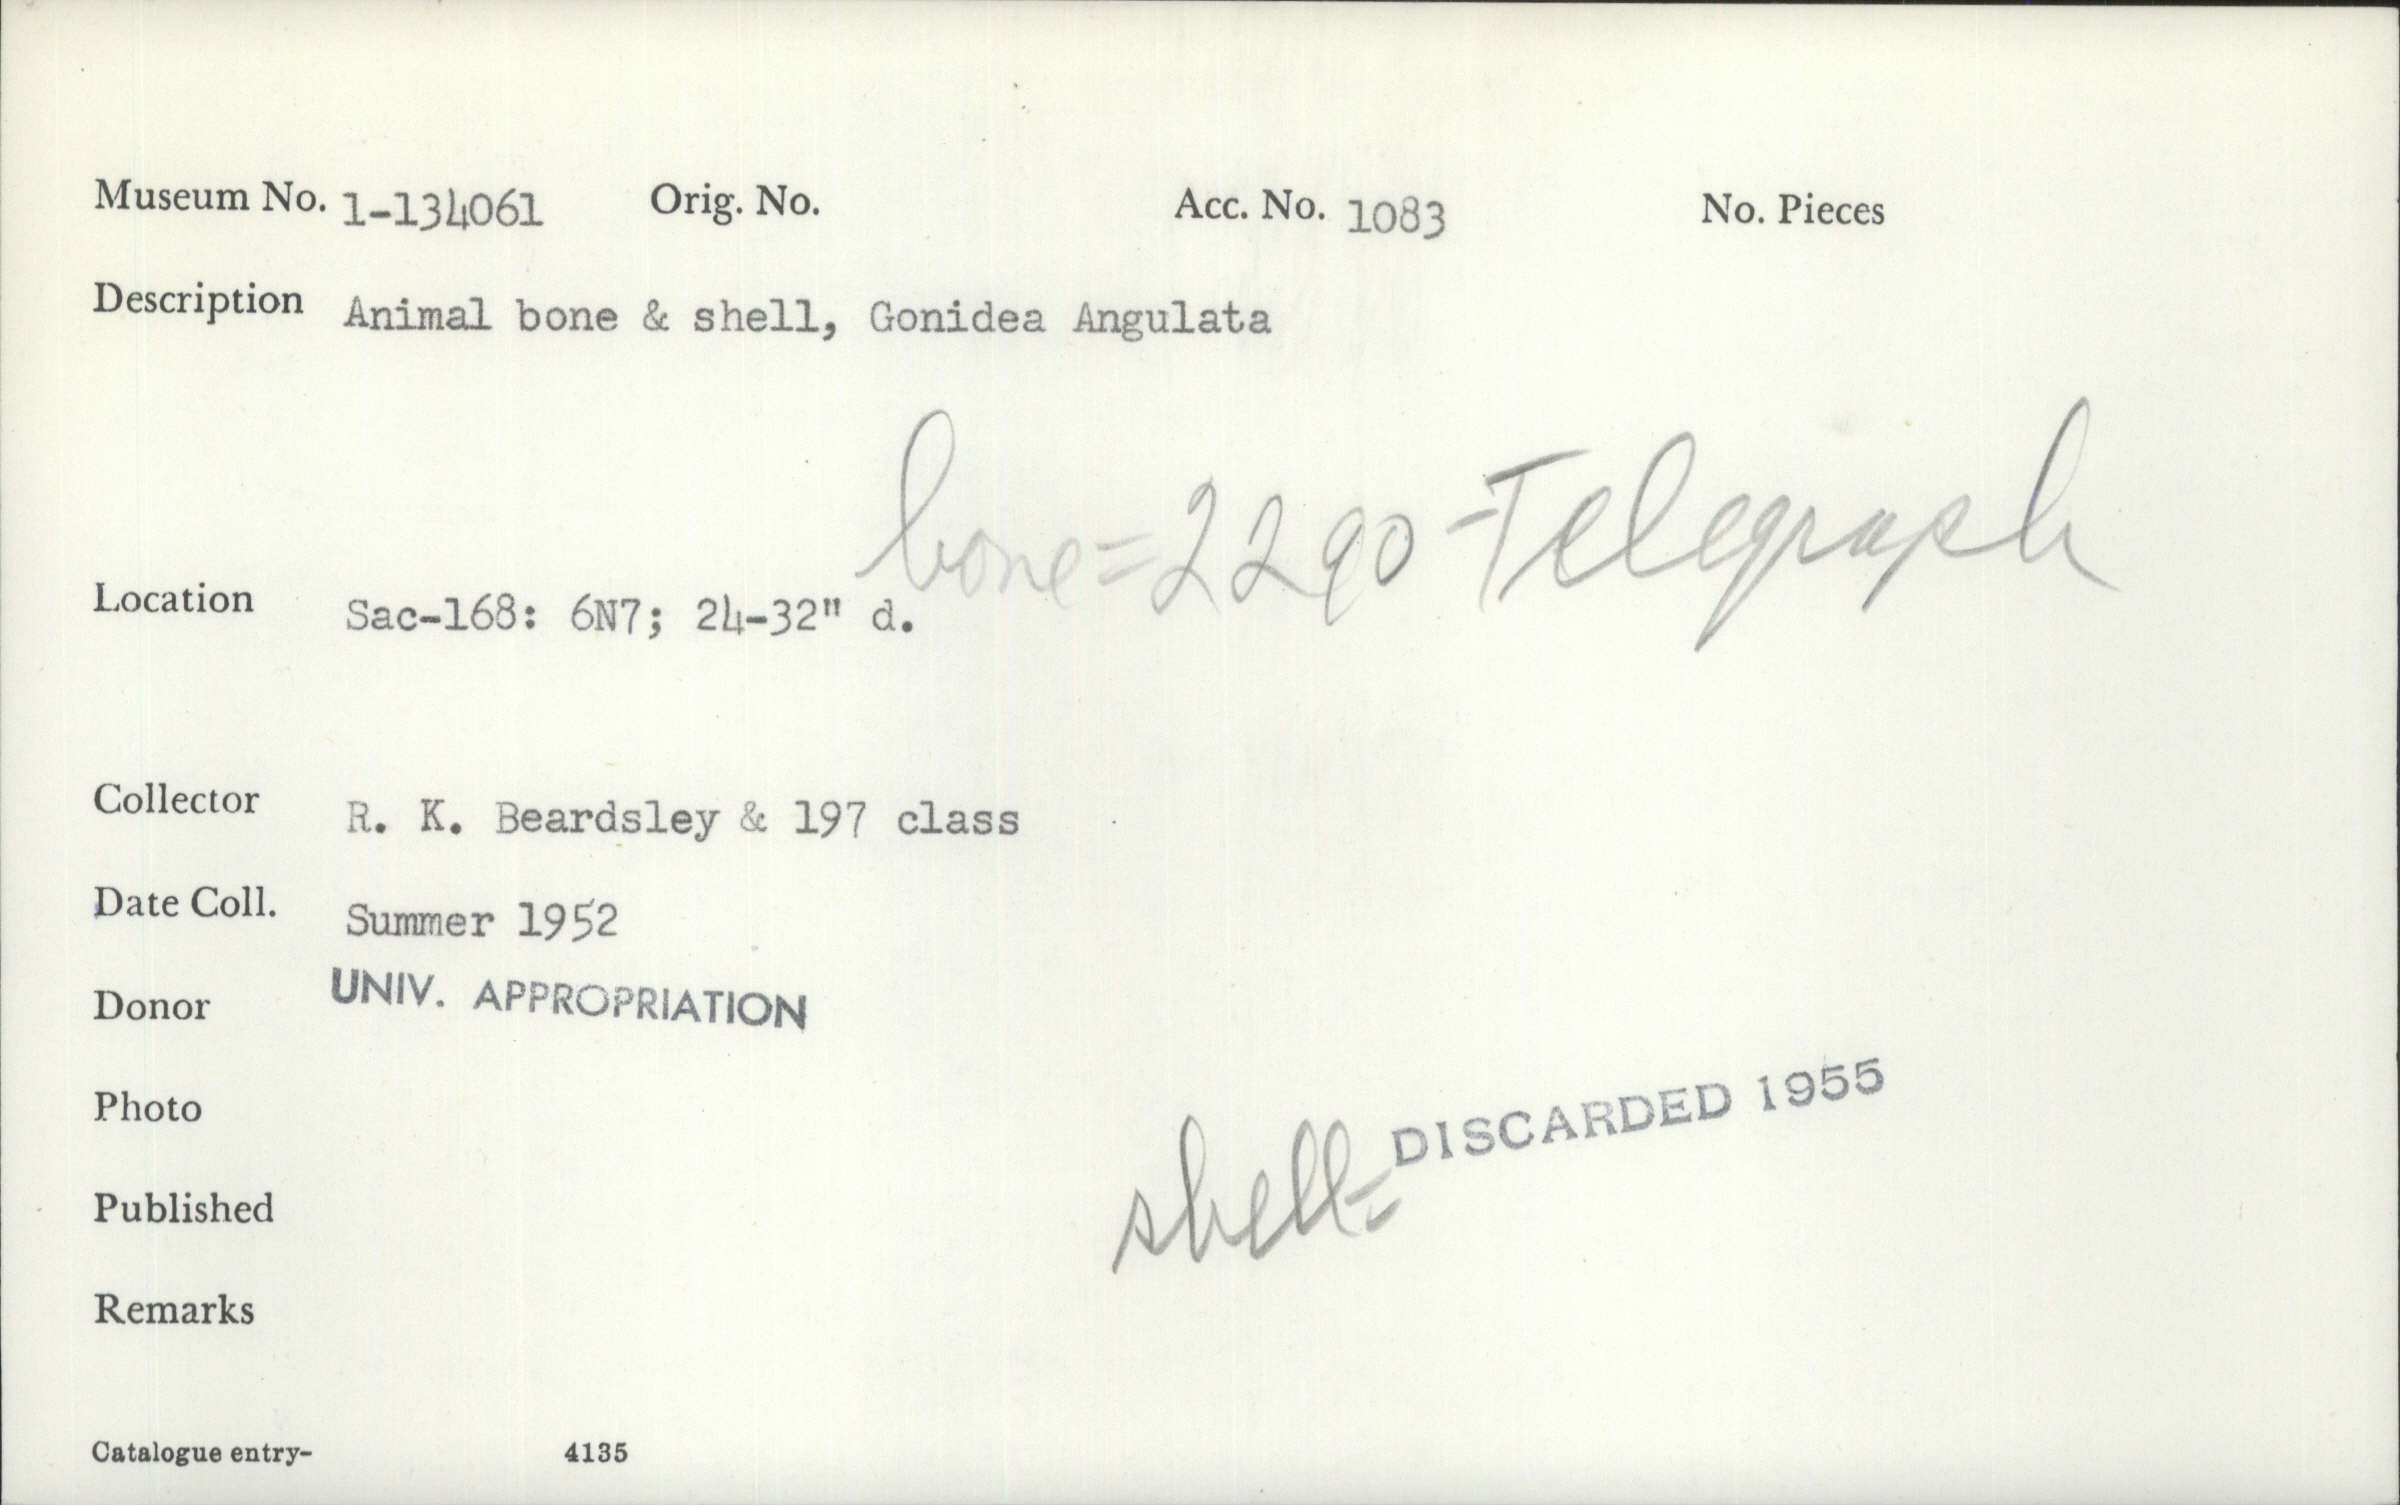 Museum No. 1-134061 Orig. No. Acc. No. 1083 No. Pieces
Description Animal bone & shell, Gonidea Angulata
bone = 2290 - Telegraph
Location Sac-168: 6N7; 24-32" d.
Collector R. K. Beardsley & 197 class
Date Coll. Summer 1952
Donor UNIV. APPROPRIATION
Photo
shell = DISCARDED 1955
Published
Remarks
Catalogue entry- 4135